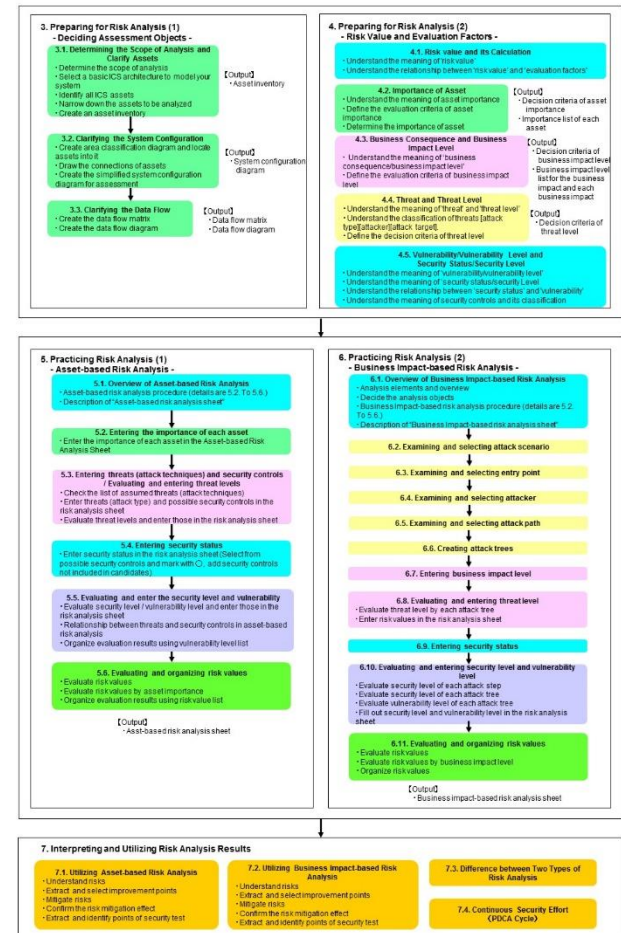 3. Preparing for Risk Analysis (1)
- Deciding Assessment Objects -
3.1. Determining the Scope of Analysis and
Clarify Assets
・Determine the scope of analysis
・Select a basic ICS architecture to model your
system
・Identify all ICS assets
・Narrow down the assets to be analyzed
・Create an asset inventory
【Output】
・Asset inventory
3.2. Clarifying the System Configuration
・Create area classification diagram and locate
assets into it
・Draw the connections of assets
・Create the simplified system configuration
diagram for assessment
【Output】
・System configuration
diagram
3.3. Clarifying the Data Flow
・Create the data flow matrix
・Create the data flow diagram
【Output】
・Data flow matrix
・Data flow diagram
4. Preparing for Risk Analysis (2)
- Risk Value and Evaluation Factors -
4.1. Risk value and its Calculation
・Understand the meaning of 'risk value'
・Understand the relationship between 'risk value' and 'evaluation factors'
4.2. Importance of Asset
・Understand the meaning of asset importance
・Define the evaluation criteria of asset
importance
・Determine the importance of asset
【Output】
・Decision criteria of asset
importance
・Importance list of each
asset
4.3. Business Consequence and Business
Impact Level
・Understand the meaning of 'business
consequence/business impact level'
・Define the evaluation criteria of business impact
level
【Output】
・Decision criteria of
business impact level
・Business impact level
list for the business
impact and each
business impact
4.4. Threat and Threat Level
・Understand the meaning of 'threat' and 'threat level'
・Understand the classification of threats [attack
type][attacker][attack target].
・Define the decision criteria of threat level
【Output】
・Decision criteria of
threat level
4.5. Vulnerability/Vulnerability Level and
Security Status/Security Level
・Understand the meaning of 'vulnerability/vulnerability level'
・Understand the meaning of 'security status/security Level
・Understand the relationship between 'security status' and 'vulnerability'
・Understand the meaning of security controls and its classification
5. Practicing Risk Analysis (1)
- Asset-based Risk Analysis -
5.1. Overview of Asset-based Risk Analysis
・Asset-based risk analysis procedure (details are 5.2. To 5.6.)
・Description of "Asset-based risk analysis sheet"
5.2. Entering the importance of each asset
・Enter the importance of each asset in the Asset-based Risk
Analysis Sheet
5.3. Entering threats (attack techniques) and security controls
/ Evaluating and entering threat levels
・Check the list of assumed threats (attack techniques)
・Enter threats (attack type) and possible security controls in the
risk analysis sheet
・Evaluate threat levels and enter those in the risk analysis sheet
5.4. Entering security status
・Enter security status in the risk analysis sheet (Select from
possible security controls and mark with ○, add security controls
not included in candidates)
5.5. Evaluating and enter the security level and vulnerability
・Evaluate security level / vulnerability level and enter those in the
risk analysis sheet
・Relationship between threats and security controls in asset-based
risk analysis
・Organize evaluation results using vulnerability level list
5.6. Evaluating and organizing risk values
・Evaluate risk values
・Evaluate risk values by asset importance
・Organize evaluation results using risk value list
【Output】
・Asst-based risk analysis sheet
6. Practicing Risk Analysis (2)
- Business Impact-based Risk Analysis -
6.1. Overview of Business Impact-based Risk Analysis
・Analysis elements and overview
・Decide the analysis objects
・Business Impact-based risk analysis procedure (details are 5.2.
To 5.6.)
・Description of "Business Impact-based risk analysis sheet"
6.2. Examining and selecting attack scenario
6.3. Examining and selecting entry point
6.4. Examining and selecting attacker
6.5. Examining and selecting attack path
6.6. Creating attack trees
6.7. Entering business impact level
6.8. Evaluating and entering threat level
・Evaluate threat level by each attack tree
・Enter risk values in the risk analysis sheet
6.9. Entering security status
6.10. Evaluating and entering security level and vulnerability
level
・Evaluate security level of each attack step
・Evaluate security level of each attack tree
・Evaluate vulnerability level of each attack tree
・Fill out security level and vulnerability level in the risk analysis
sheet
6.11. Evaluating and organizing risk values
・Evaluate risk values
・Evaluate risk values by business impact level
・Organize risk values
【Output】
・Business impact-based risk analysis sheet
7. Interpreting and Utilizing Risk Analysis Results
7.1. Utilizing Asset-based Risk Analysis
・Understand risks
・Extract and select improvement points
・Mitigate risks
・Confirm the risk mitigation effect
・Extract and identify points of security test
7.2. Utilizing Business Impact-based Risk
Analysis
・Understand risks
・Extract and select improvement points
・Mitigate risks
・Confirm the risk mitigation effect
・Extract and identify points of security test
7.3. Difference between Two Types of
Risk Analysis
7.4. Continuous Security Effort
(PDCA Cycle)